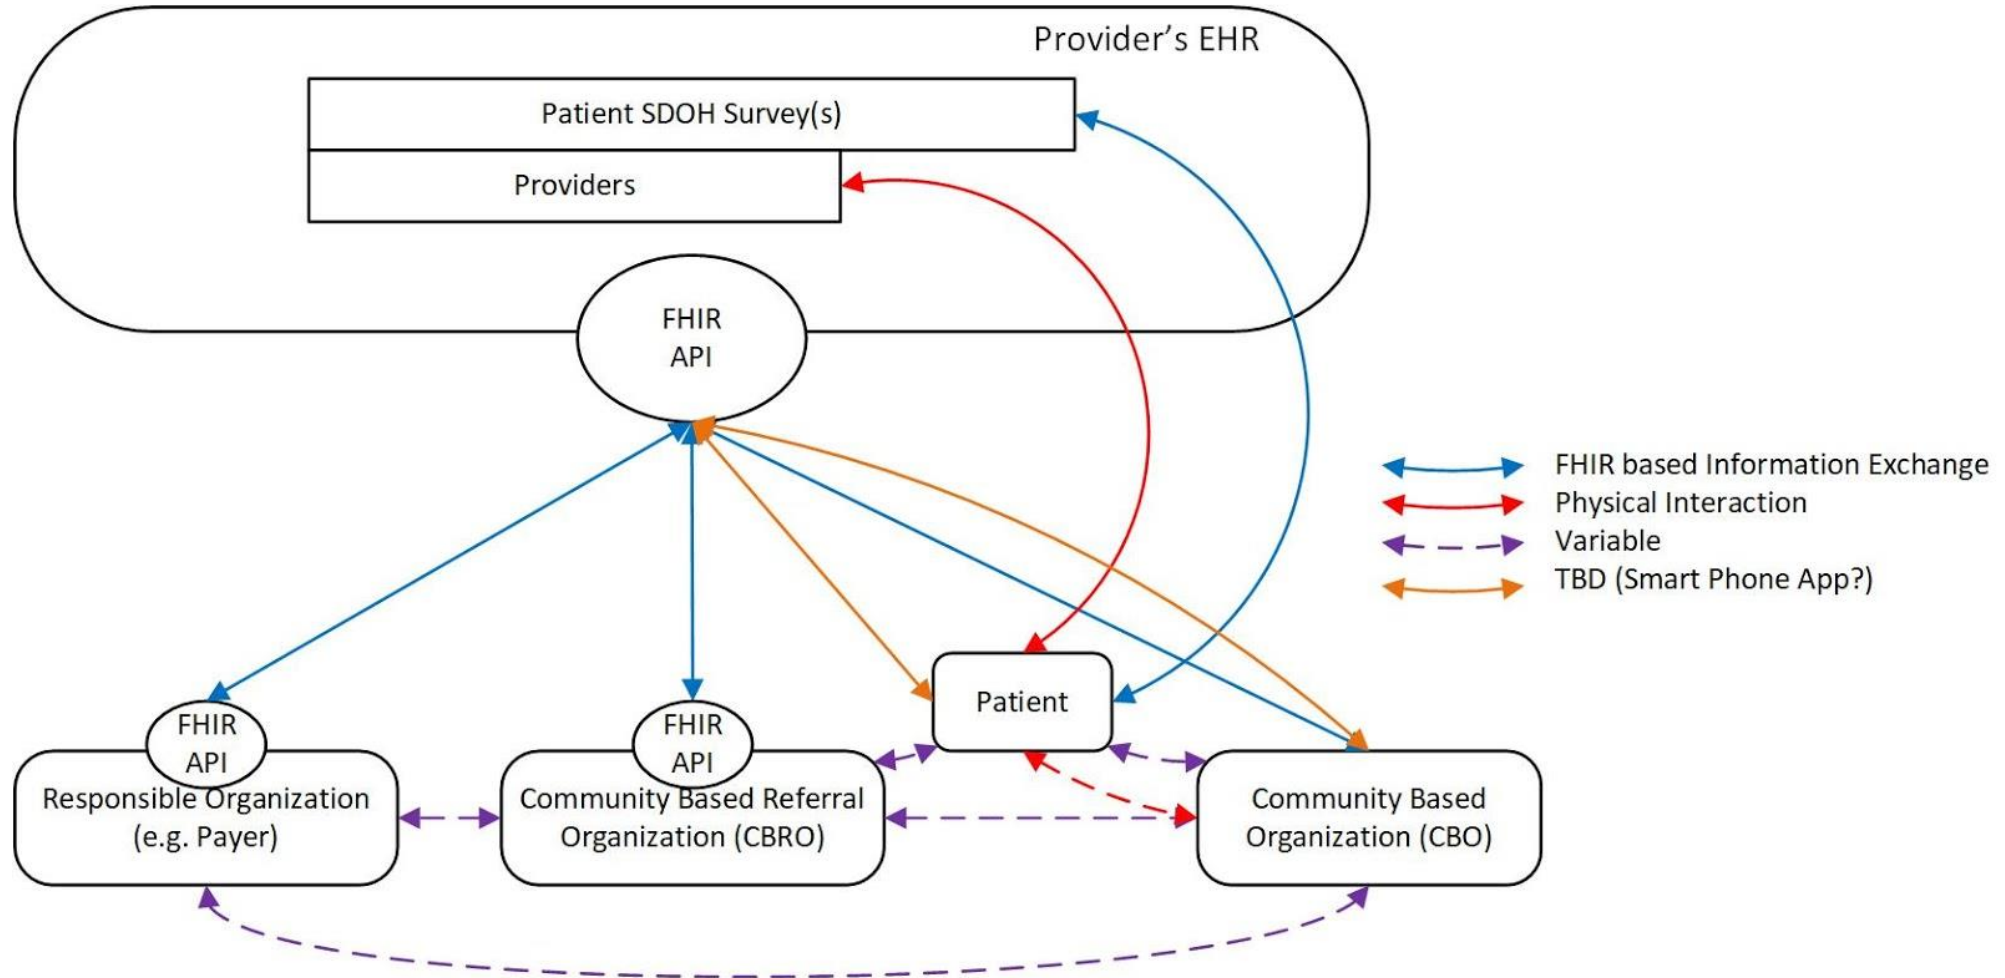 Provider’s EHR
Patient SDOH Survey(s)
Providers
FHIR
API
FHIR based Information Exchange
Physical Interaction
Variable
TBD (Smart Phone App?)
Patient
FHIR
API
Responsible Organization
(e.g. Payer)
FHIR
API
Community Based Referral
Organization (CBRO)
Community Based
Organization (CBO)